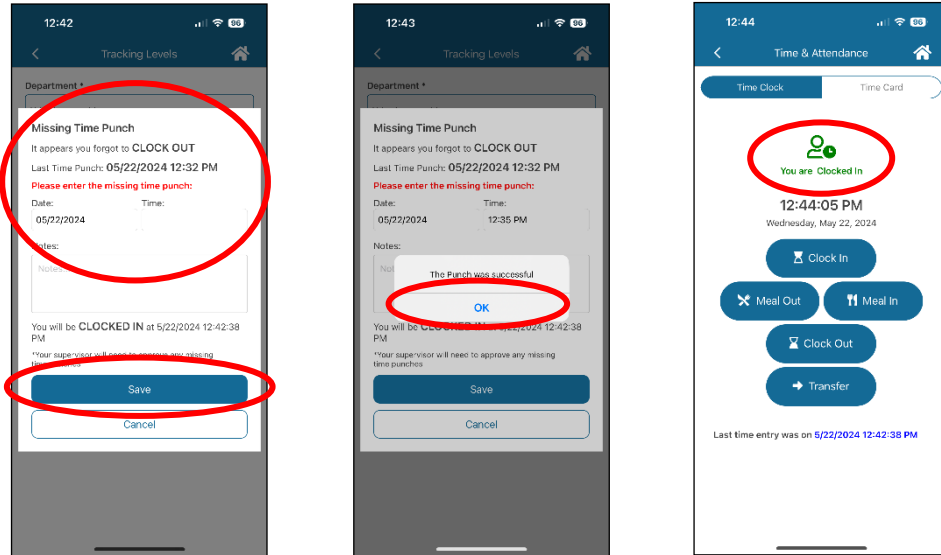 12:42
96
Tracking Levels
Department *
Missing Time Punch
It appears you forgot to CLOCK OUT
Last Time Punch: 05/22/2024 12:32 PM
Please enter the missing time punch:
Date: Time:
05/22/2024
Notes:
Notes
You will be CLOCKED IN at 5/22/2024 12:42:38
PM
*Your supervisor will need to approve any missing
time punches
Save
Cancel
12:43
96
Tracking Levels
Department *
Missing Time Punch
It appears you forgot to CLOCK OUT
Last Time Punch: 05/22/2024 12:32 PM
Please enter the missing time punch:
Date: Time:
05/22/2024 12:35 PM
Notes:
The Punch was successful
OK
You will be CLOCKED IN 12:42:38
PM
*Your supervisor will need to approve any missing
time punches
Save
Cancel
12:44
96
Time & Attendance
Time Clock Time Card
You are Clocked In
12:44:05 PM
Wednesday, May 22, 2024
Clock In
Meal Out Meal In
Clock Out
Transfer
Last time entry was on 5/22/2024 12:42:38 PM